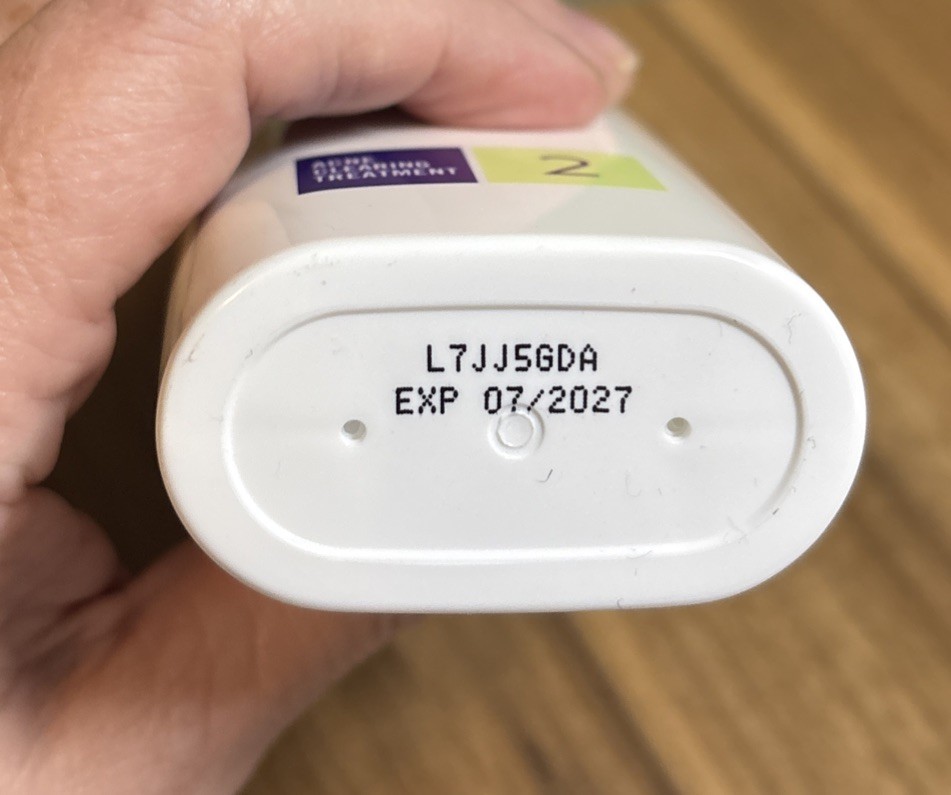 ACNE
CLEARING
TREATMENT
2
L7JJ5GDA
EXP 07/2027